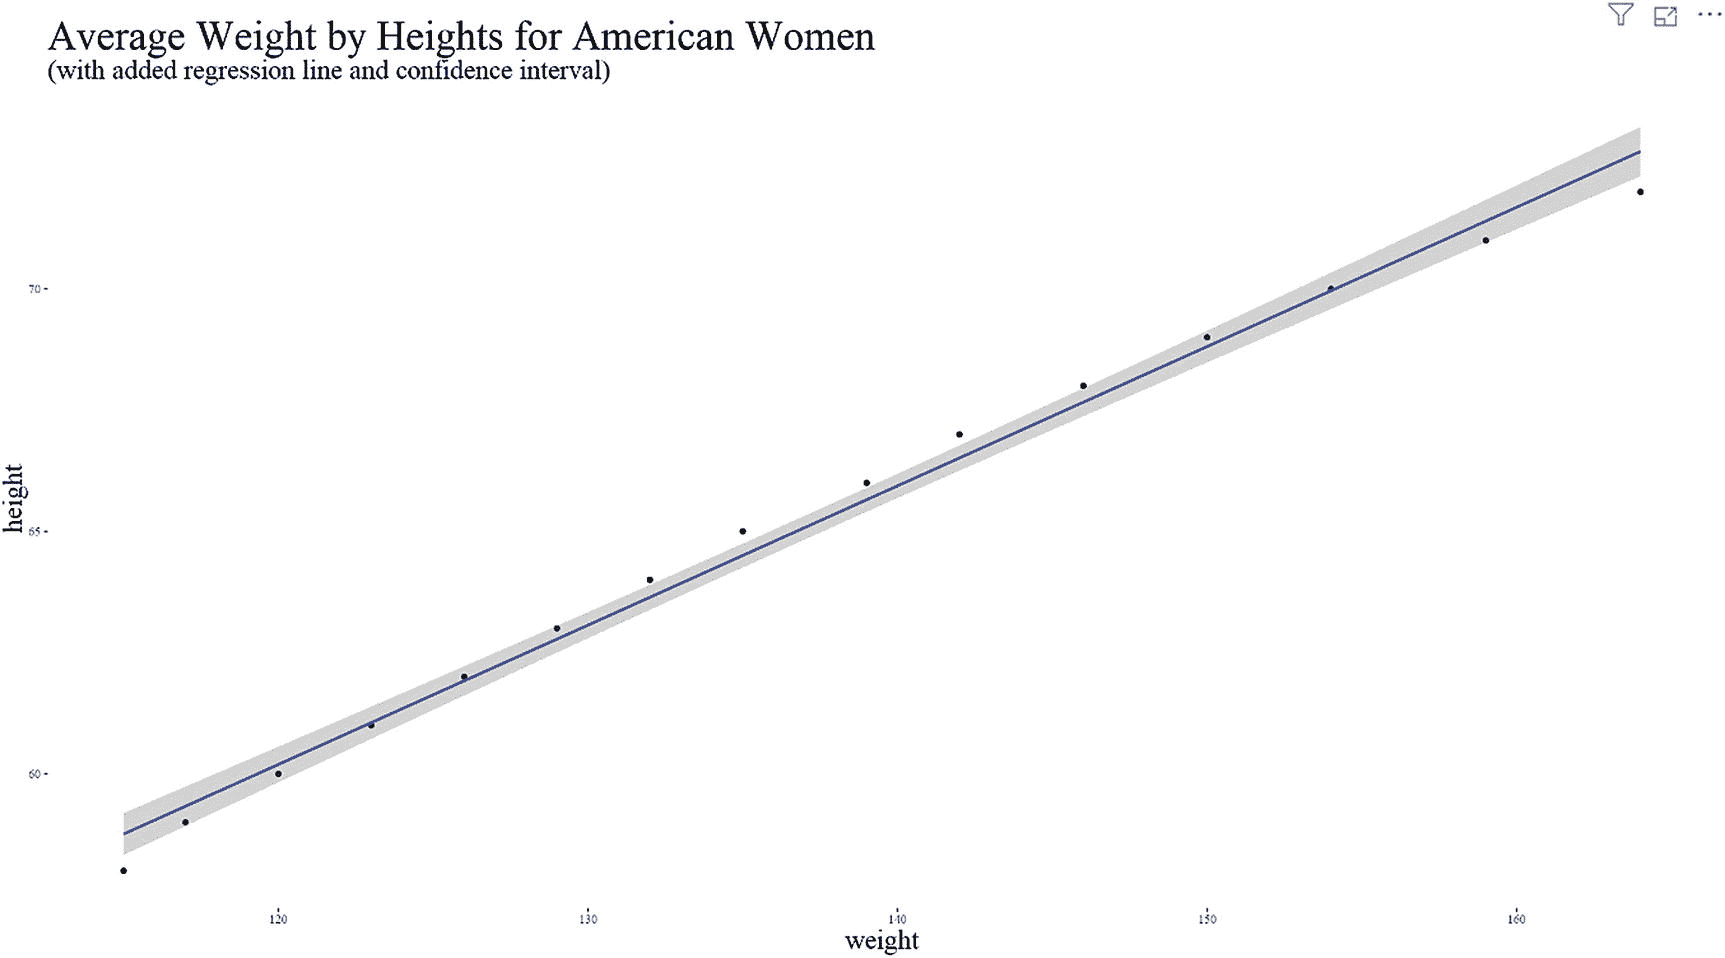 Average Weight by Heights for American Women
(with added regression line and confidence interval)
height
70
65
60
120
130
140
150
160
weight